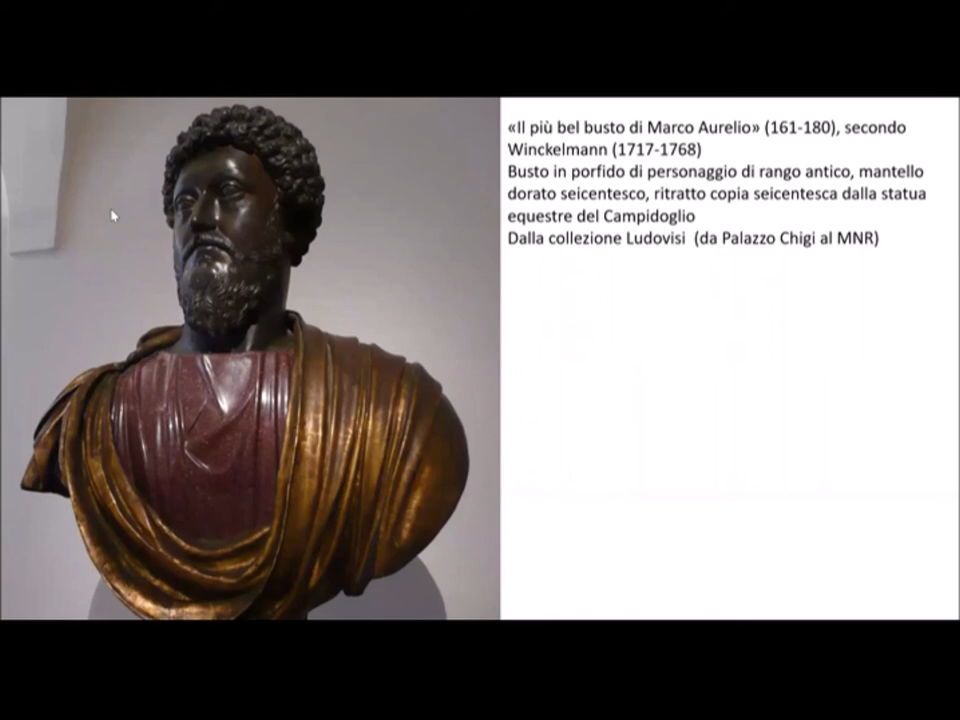 «Il più bel busto di Marco Aurelio» (161-180), secondo
Winckelmann (1717-1768)
Busto in porfido di personaggio di rango antico, mantello
dorato seicentesco, ritratto copia seicentesca dalla statua
equestre del Campidoglio
Dalla collezione Ludovisi  (da Palazzo Chigi al MNR)